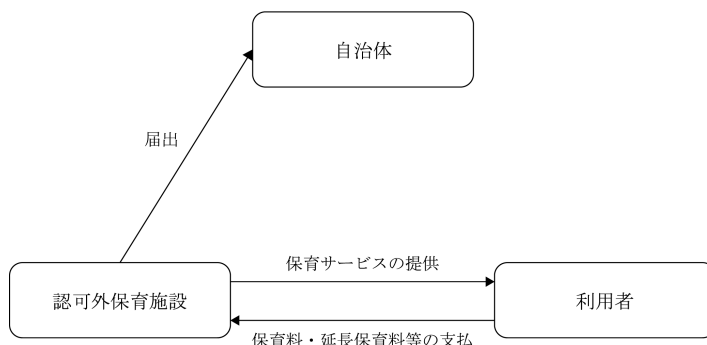 自治体
届出
保育サービスの提供
認可外保育施設
利用者
保育料・延長保育料等の支払